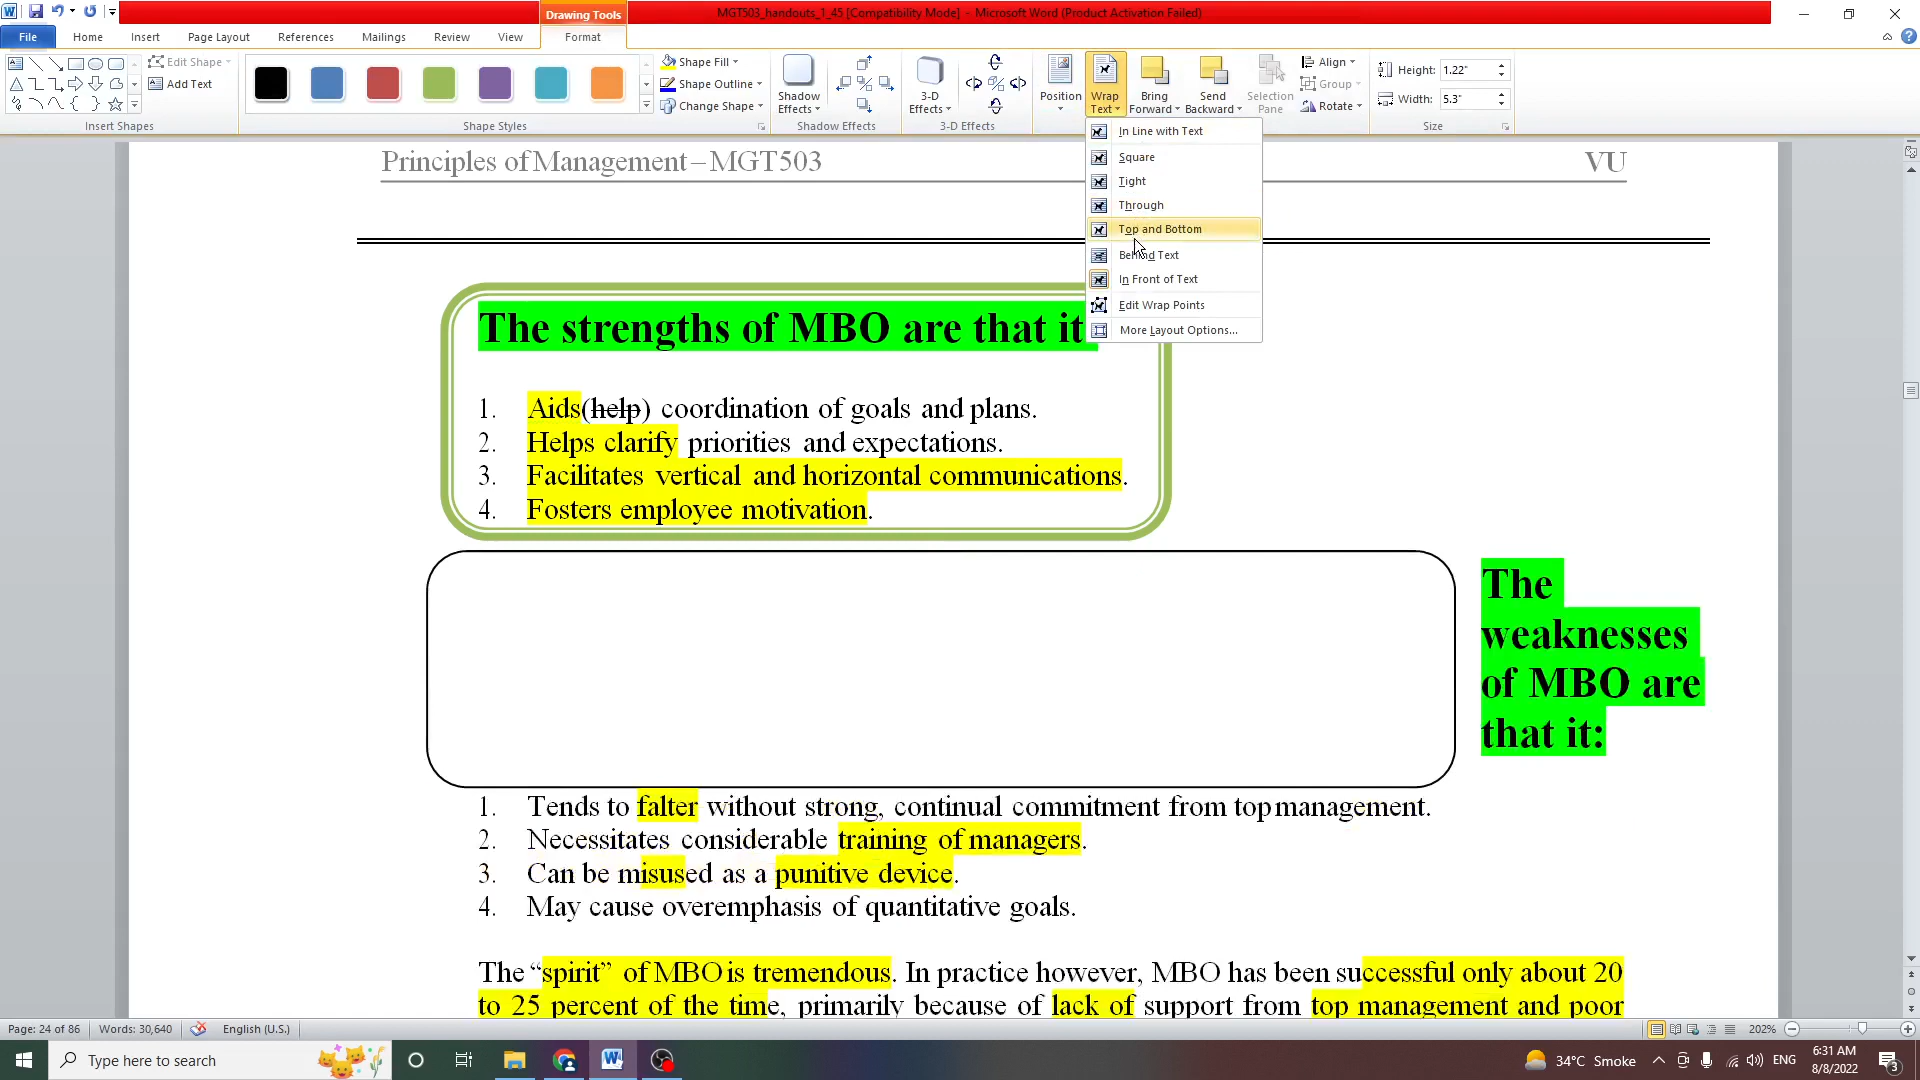 MGT503_handouts_1_45 [Compatibility Mode] - Microsoft Word (Product Activation Failed)
Drawing Tools
File Home Insert Page Layout References Mailings Review View Format
Edit Shape
Add Text
Insert Shapes
Shape Styles
Shape Fill
Shape Outline
Change Shape
Shadow Effects
Shadow Effects
3-D Effects
3-D Effects
Position
Wrap Text
Bring Forward
Send Backward
Selection Pane
Align
Group
Rotate
Height: 1.22"
Width: 5.3"
Size
In Line with Text
Square
Tight
Through
Top and Bottom
Behind Text
In Front of Text
Edit Wrap Points
More Layout Options...
Principles of Management – MGT503 VU
The strengths of MBO are that it
1. Aids(help) coordination of goals and plans.
2. Helps clarify priorities and expectations.
3. Facilitates vertical and horizontal communications.
4. Fosters employee motivation.
The
weaknesses
of MBO are
that it:
1. Tends to falter without strong, continual commitment from top management.
2. Necessitates considerable training of managers.
3. Can be misused as a punitive device.
4. May cause overemphasis of quantitative goals.
The “spirit” of MBO is tremendous. In practice however, MBO has been successful only about 20
to 25 percent of the time, primarily because of lack of support from top management and poor
Page: 24 of 86 Words: 30,640 English (U.S.) 202%
Type here to search
34°C Smoke
ENG
6:31 AM
8/8/2022
3